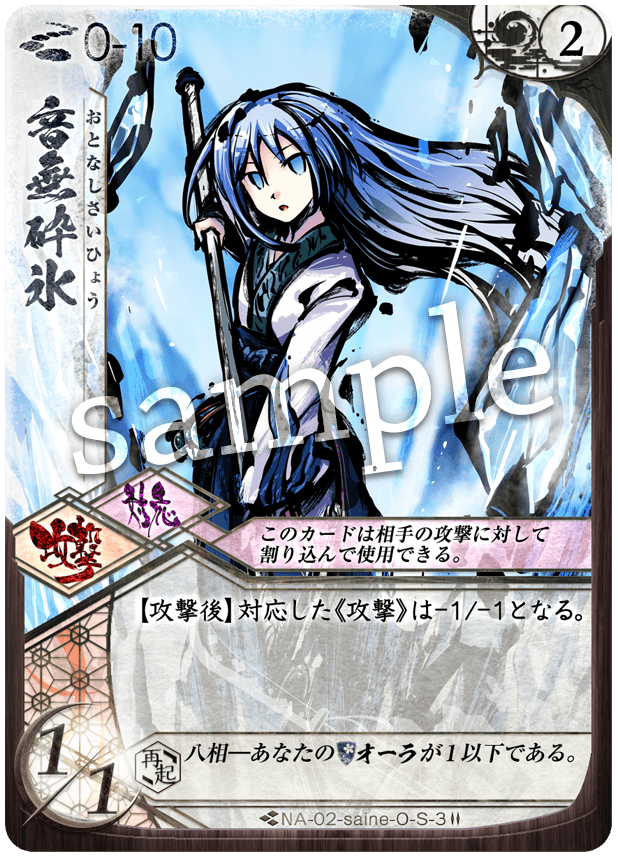 0-10
2
音無砕氷
おとなしさいひょう
sample
対応
攻撃
このカードは相手の攻撃に対して
割り込んで使用できる。
【攻撃後】対応した《攻撃》は-1/-1となる。
1/1
再起
八相─あなたのオーラが1以下である。
NA-02-saine-O-S-3